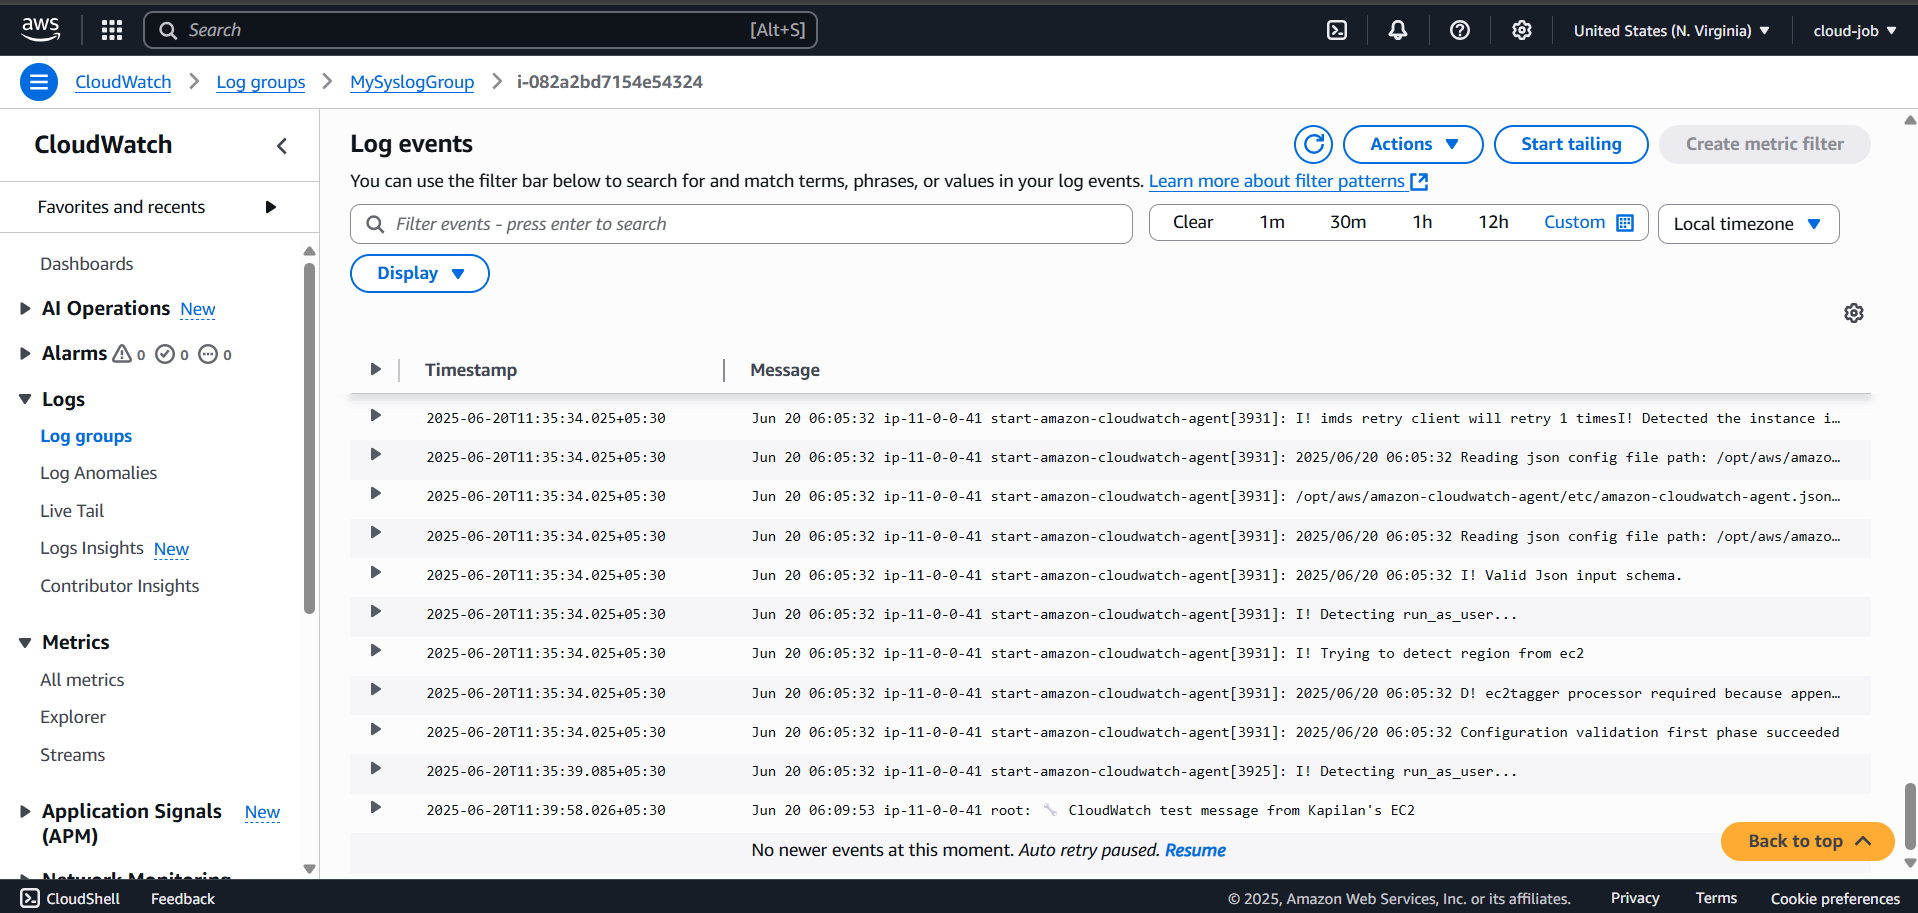 aws
Search [Alt+S]
United States (N. Virginia)
cloud-job
CloudWatch
Log groups
MySyslogGroup
i-082a2bd7154e54324
CloudWatch
Favorites and recents
Dashboards
AI Operations New
Alarms 0 0 0
Logs
Log groups
Log Anomalies
Live Tail
Logs Insights New
Contributor Insights
Metrics
All metrics
Explorer
Streams
Application Signals New
(APM)
Network Monitoring
Log events
Actions
Start tailing
Create metric filter
You can use the filter bar below to search for and match terms, phrases, or values in your log events. Learn more about filter patterns
Filter events - press enter to search
Clear 1m 30m 1h 12h Custom
Local timezone
Display
Timestamp Message
2025-06-20T11:35:34.025+05:30 Jun 20 06:05:32 ip-11-0-0-41 start-amazon-cloudwatch-agent[3931]: I! imds retry client will retry 1 timesI! Detected the instance i…
2025-06-20T11:35:34.025+05:30 Jun 20 06:05:32 ip-11-0-0-41 start-amazon-cloudwatch-agent[3931]: 2025/06/20 06:05:32 Reading json config file path: /opt/aws/amazo…
2025-06-20T11:35:34.025+05:30 Jun 20 06:05:32 ip-11-0-0-41 start-amazon-cloudwatch-agent[3931]: /opt/aws/amazon-cloudwatch-agent/etc/amazon-cloudwatch-agent.json…
2025-06-20T11:35:34.025+05:30 Jun 20 06:05:32 ip-11-0-0-41 start-amazon-cloudwatch-agent[3931]: 2025/06/20 06:05:32 Reading json config file path: /opt/aws/amazo…
2025-06-20T11:35:34.025+05:30 Jun 20 06:05:32 ip-11-0-0-41 start-amazon-cloudwatch-agent[3931]: 2025/06/20 06:05:32 I! Valid Json input schema.
2025-06-20T11:35:34.025+05:30 Jun 20 06:05:32 ip-11-0-0-41 start-amazon-cloudwatch-agent[3931]: I! Detecting run_as_user...
2025-06-20T11:35:34.025+05:30 Jun 20 06:05:32 ip-11-0-0-41 start-amazon-cloudwatch-agent[3931]: I! Trying to detect region from ec2
2025-06-20T11:35:34.025+05:30 Jun 20 06:05:32 ip-11-0-0-41 start-amazon-cloudwatch-agent[3931]: 2025/06/20 06:05:32 D! ec2tagger processor required because appen…
2025-06-20T11:35:34.025+05:30 Jun 20 06:05:32 ip-11-0-0-41 start-amazon-cloudwatch-agent[3931]: 2025/06/20 06:05:32 Configuration validation first phase succeeded
2025-06-20T11:35:39.085+05:30 Jun 20 06:05:32 ip-11-0-0-41 start-amazon-cloudwatch-agent[3925]: I! Detecting run_as_user...
2025-06-20T11:39:58.026+05:30 Jun 20 06:09:53 ip-11-0-0-41 root: 🔧 CloudWatch test message from Kapilan's EC2
No newer events at this moment. Auto retry paused. Resume
Back to top
CloudShell
Feedback
© 2025, Amazon Web Services, Inc. or its affiliates.
Privacy
Terms
Cookie preferences